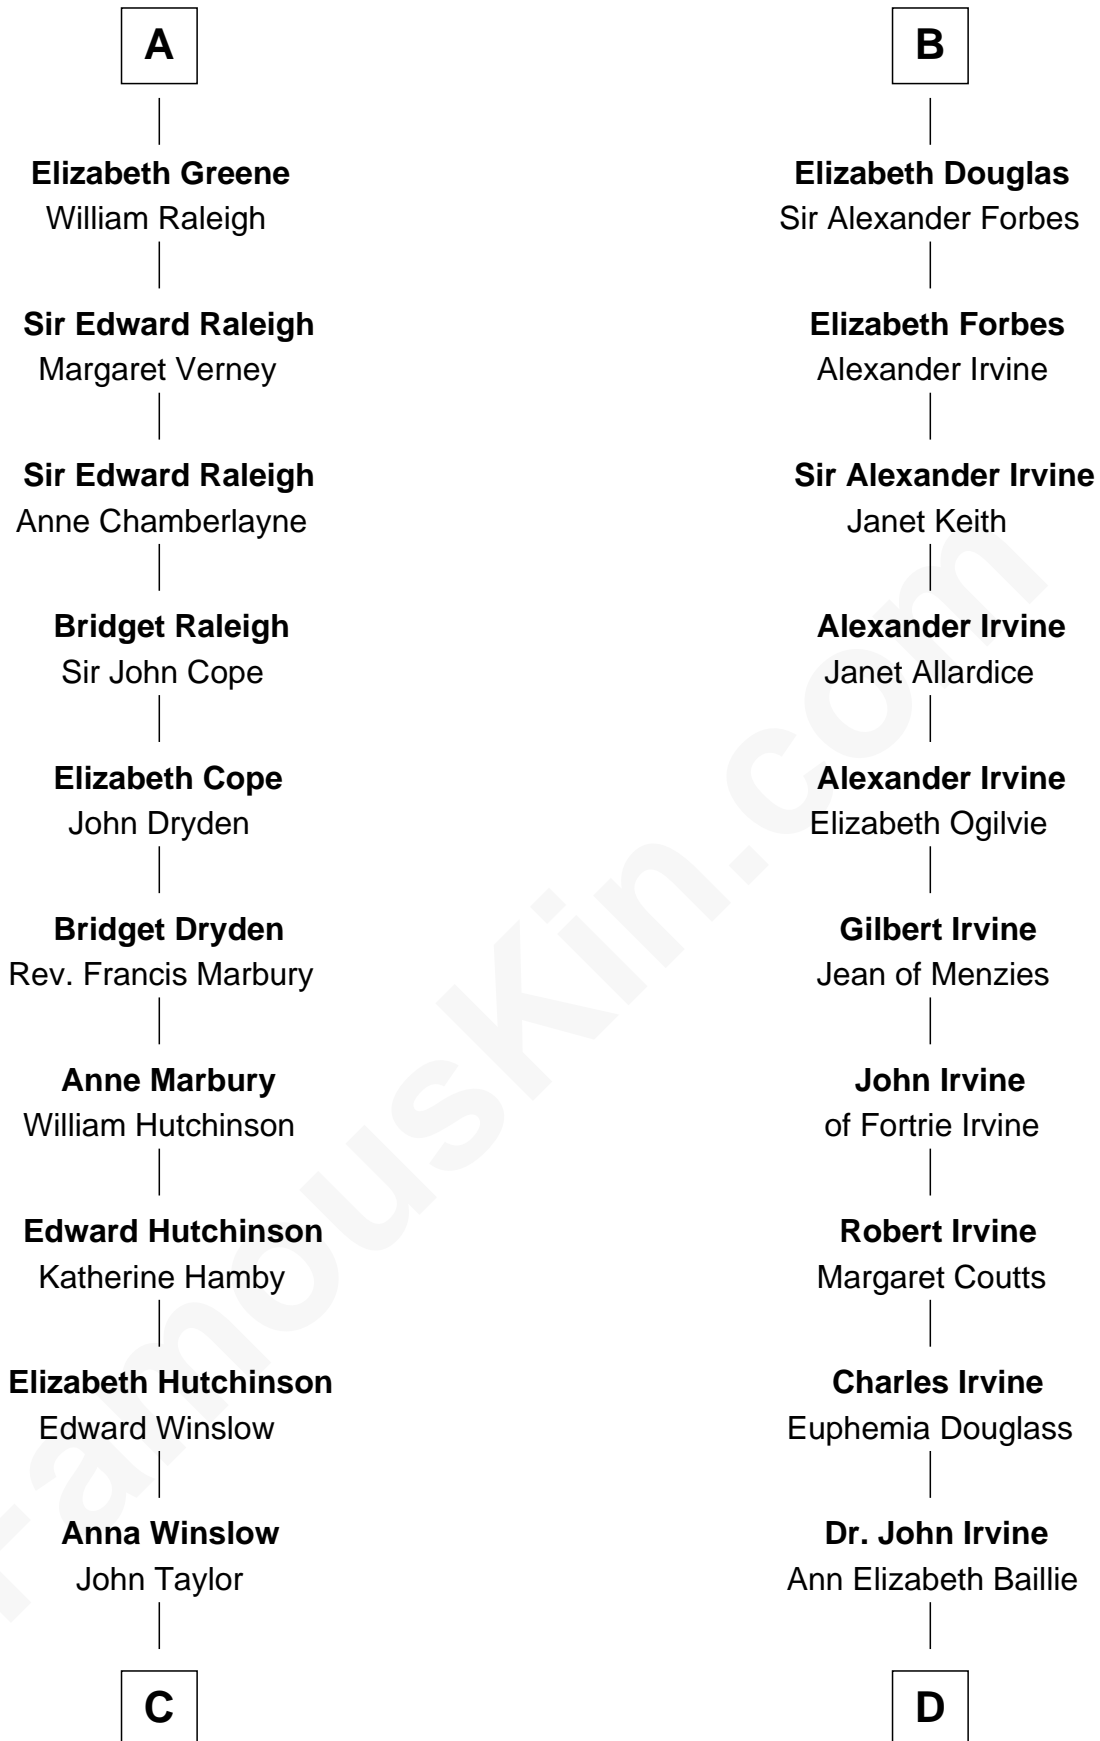 A
Elizabeth Greene
William Raleigh
Sir Edward Raleigh
Margaret Verney
Sir Edward Raleigh
Anne Chamberlayne
Bridget Raleigh
Sir John Cope
Elizabeth Cope
John Dryden
Bridget Dryden
Rev. Francis Marbury
Anne Marbury
William Hutchinson
Edward Hutchinson
Katherine Hamby
Elizabeth Hutchinson
Edward Winslow
Anna Winslow
John Taylor
C
B
Elizabeth Douglas
Sir Alexander Forbes
Elizabeth Forbes
Alexander Irvine
Sir Alexander Irvine
Janet Keith
Alexander Irvine
Janet Allardice
Alexander Irvine
Elizabeth Ogilvie
Gilbert Irvine
Jean of Menzies
John Irvine
of Fortrie Irvine
Robert Irvine
Margaret Coutts
Charles Irvine
Euphemia Douglass
Dr. John Irvine
Ann Elizabeth Baillie
D
FamousKin.com